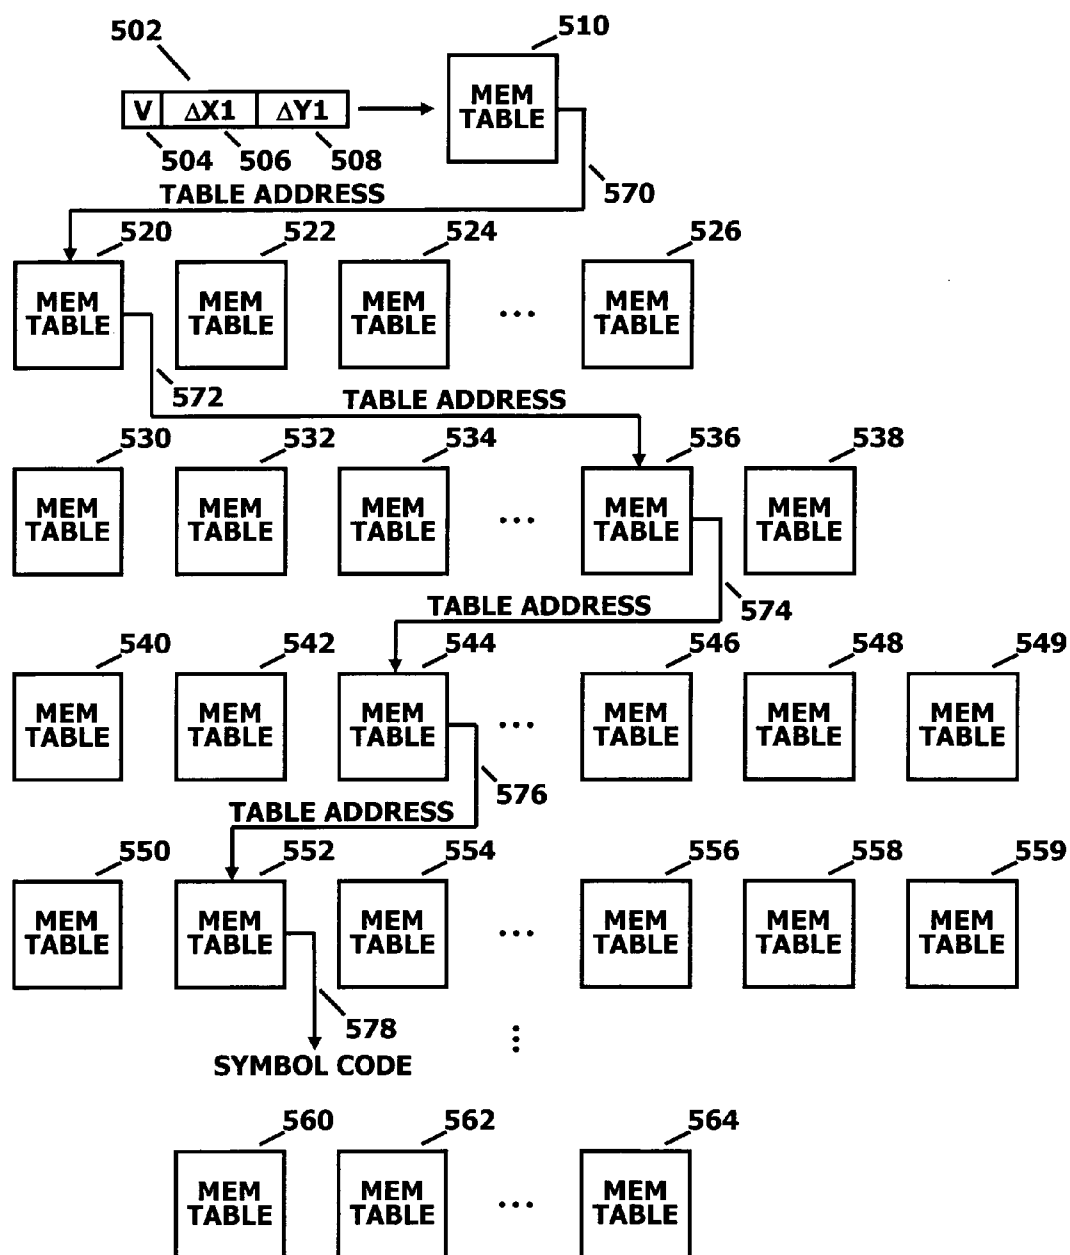 502
510
V ΔX1 ΔY1
MEM
TABLE
504 506 508
570
TABLE ADDRESS
520 522 524 526
MEM
TABLE
MEM
TABLE
MEM
TABLE
...
MEM
TABLE
572
TABLE ADDRESS
530 532 534 536 538
MEM
TABLE
MEM
TABLE
MEM
TABLE
...
MEM
TABLE
MEM
TABLE
574
TABLE ADDRESS
540 542 544 546 548 549
MEM
TABLE
MEM
TABLE
MEM
TABLE
...
MEM
TABLE
MEM
TABLE
MEM
TABLE
576
TABLE ADDRESS
550 552 554 556 558 559
MEM
TABLE
MEM
TABLE
MEM
TABLE
...
MEM
TABLE
MEM
TABLE
MEM
TABLE
578
SYMBOL CODE
560 562 564
MEM
TABLE
MEM
TABLE
...
MEM
TABLE